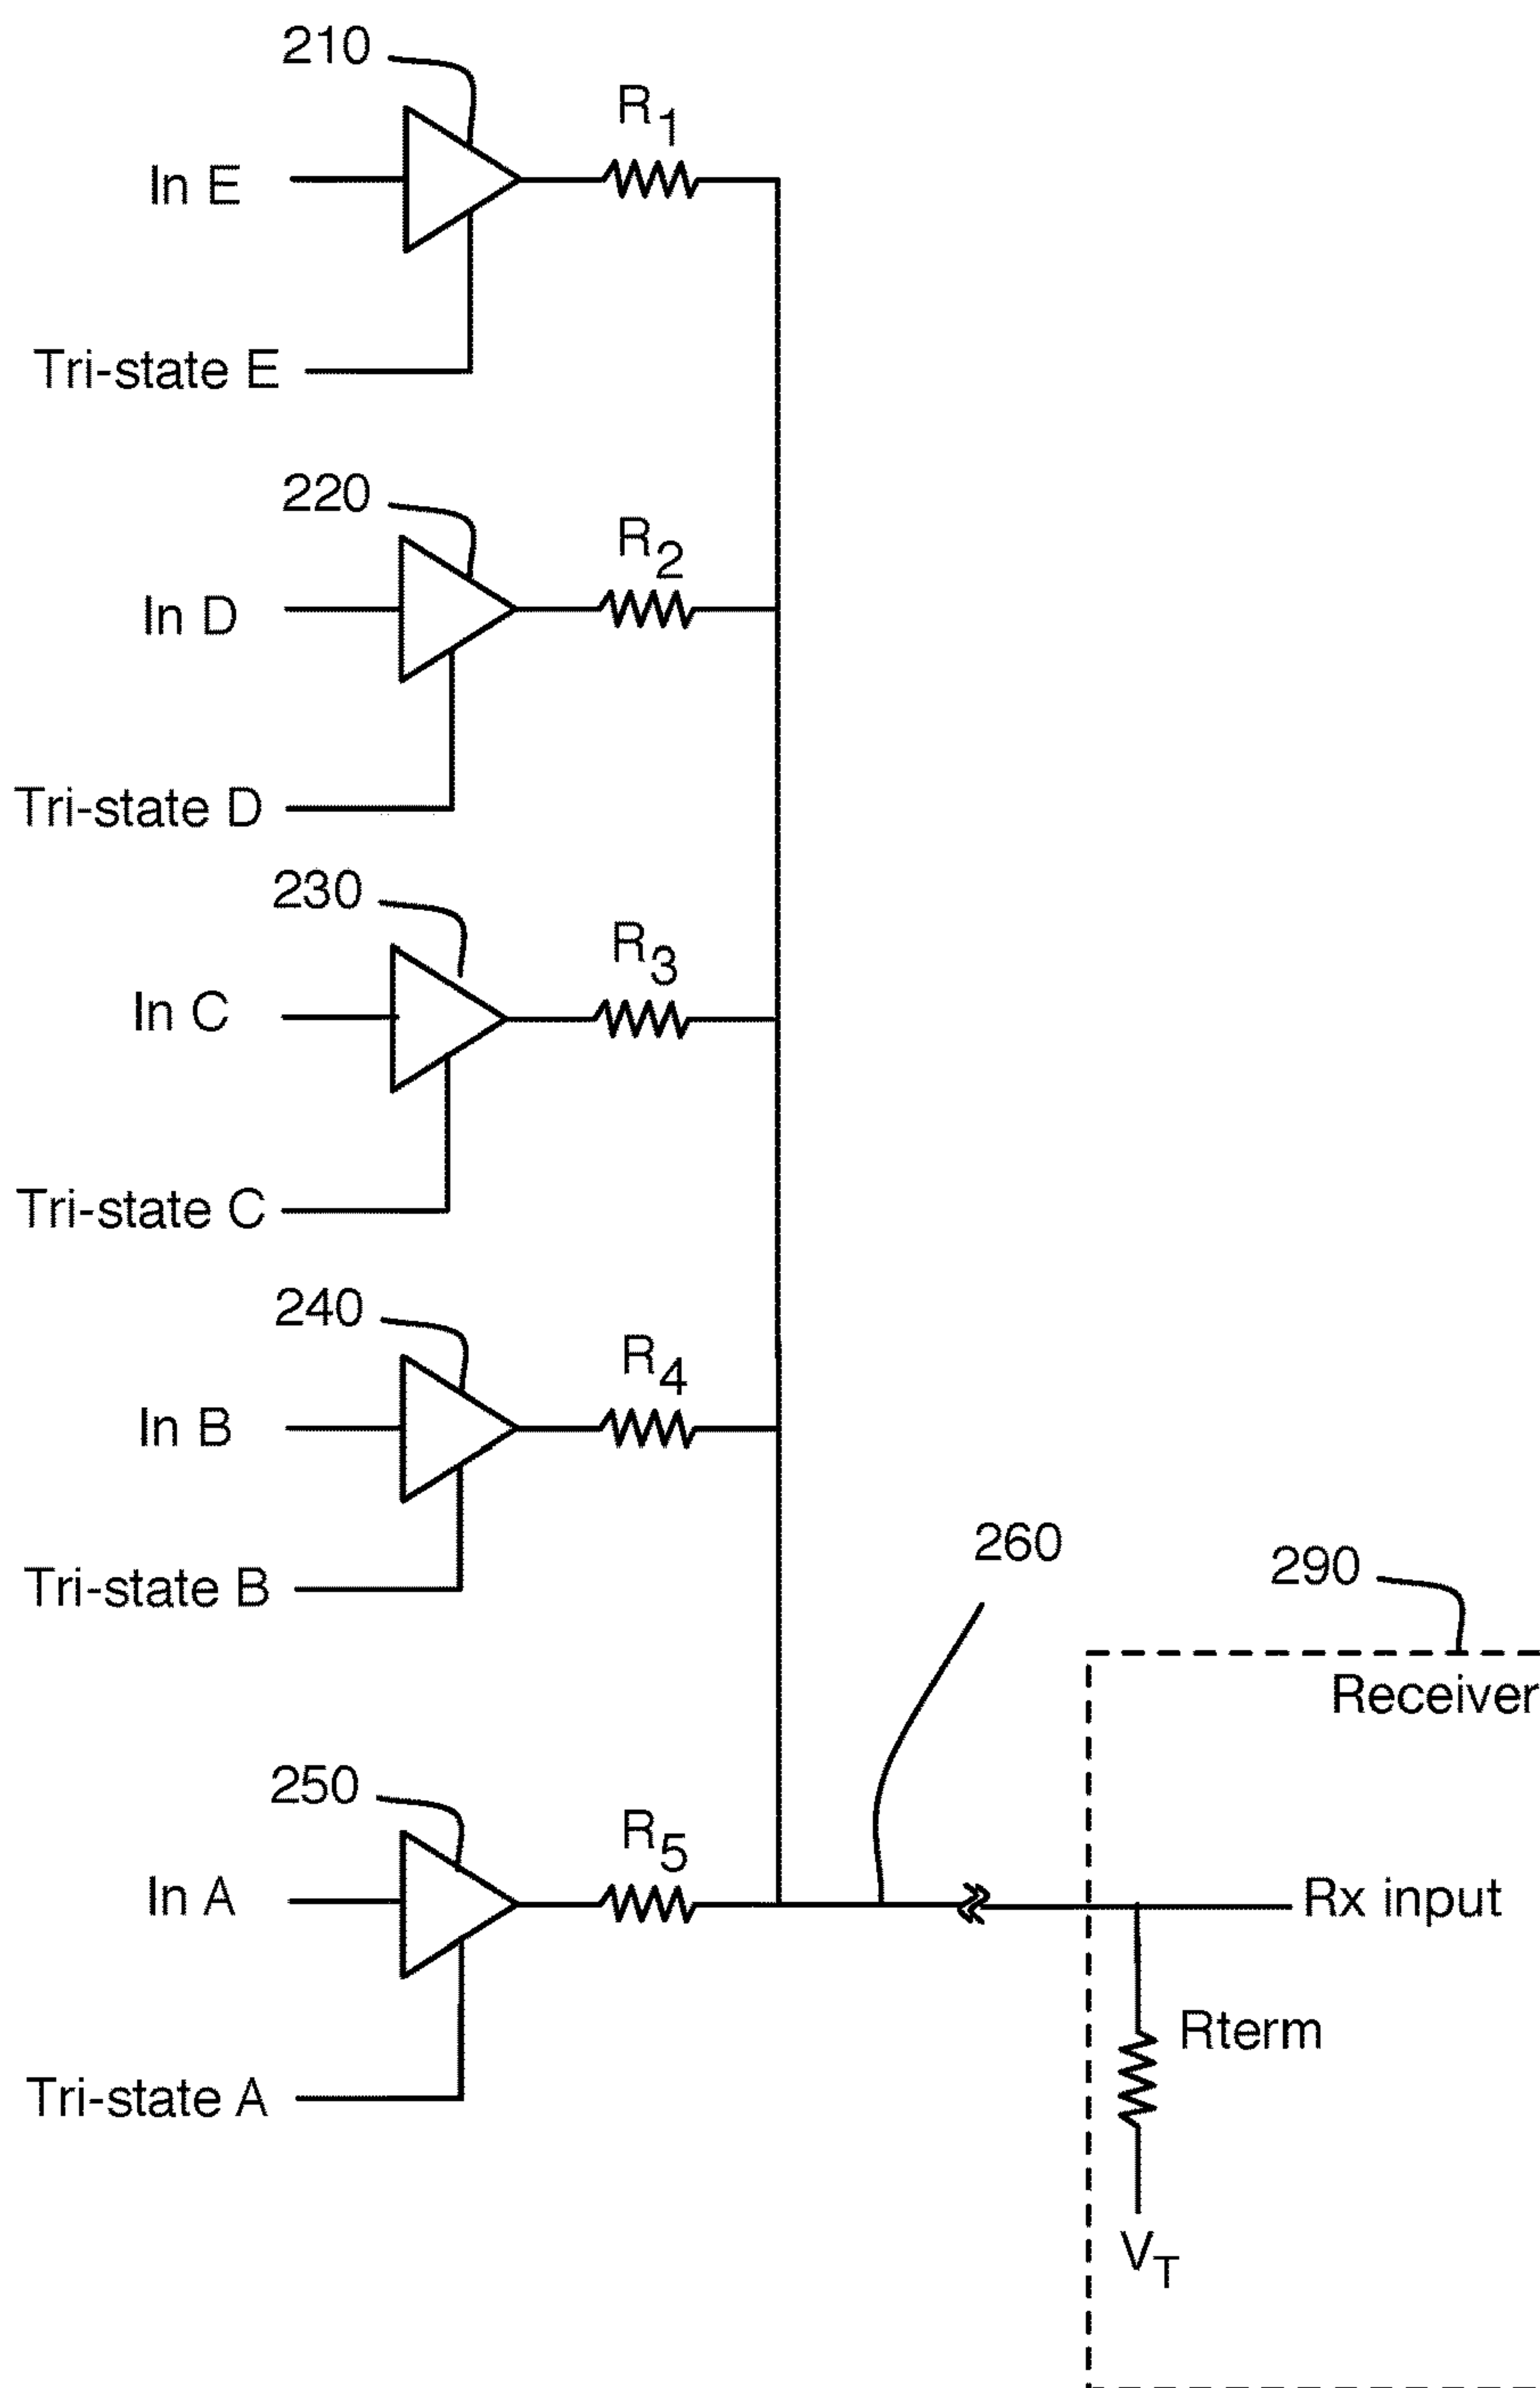 210
R1
In E
Tri-state E
220
R2
In D
Tri-state D
230
R3
In C
Tri-state C
240
R4
In B
Tri-state B
260
290
Receiver
250
R5
In A
Rx input
Rterm
Tri-state A
VT